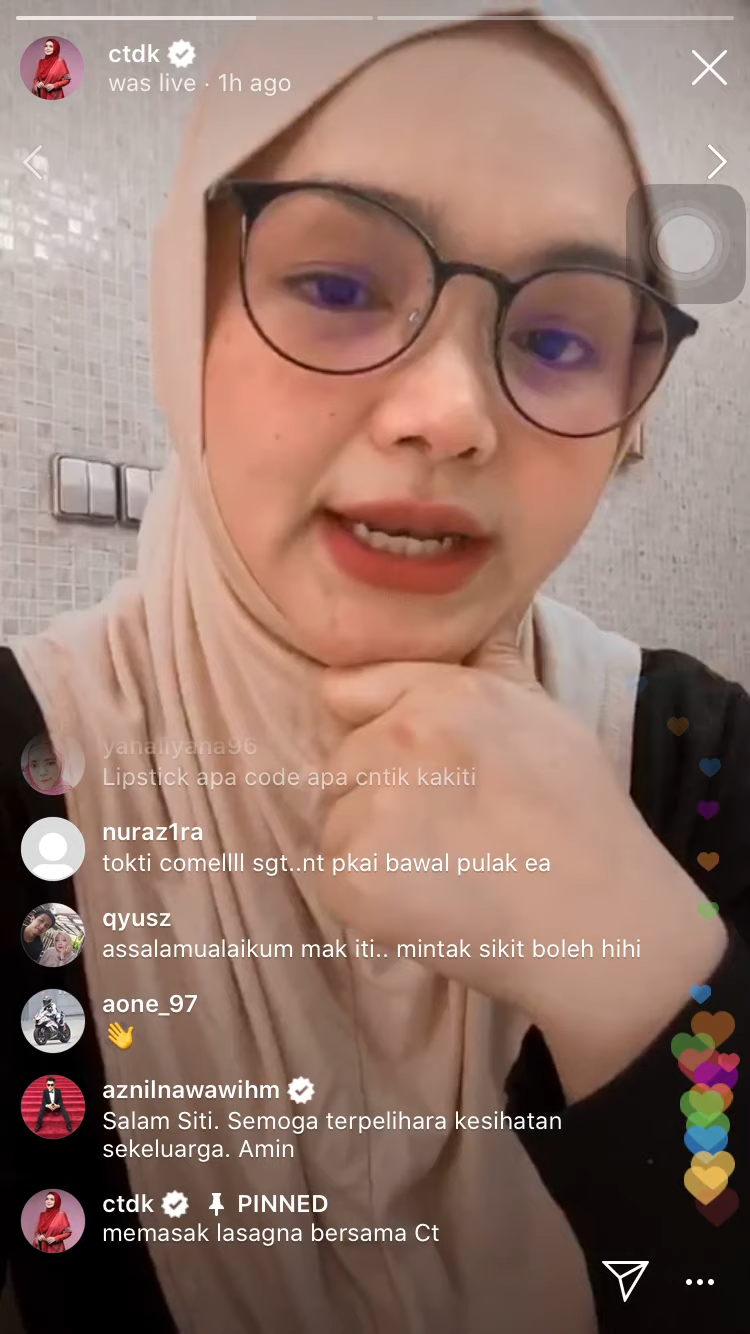 ctdk
was live · 1h ago
yanaliyana96
Lipstick apa code apa cntik kakiti
nuraz1ra
tokti comellll sgt..nt pkai bawal pulak ea
qyusz
assalamualaikum mak iti.. mintak sikit boleh hihi
aone_97
👋
aznilnawawihm
Salam Siti. Semoga terpelihara kesihatan
sekeluarga. Amin
ctdk PINNED
memasak lasagna bersama Ct